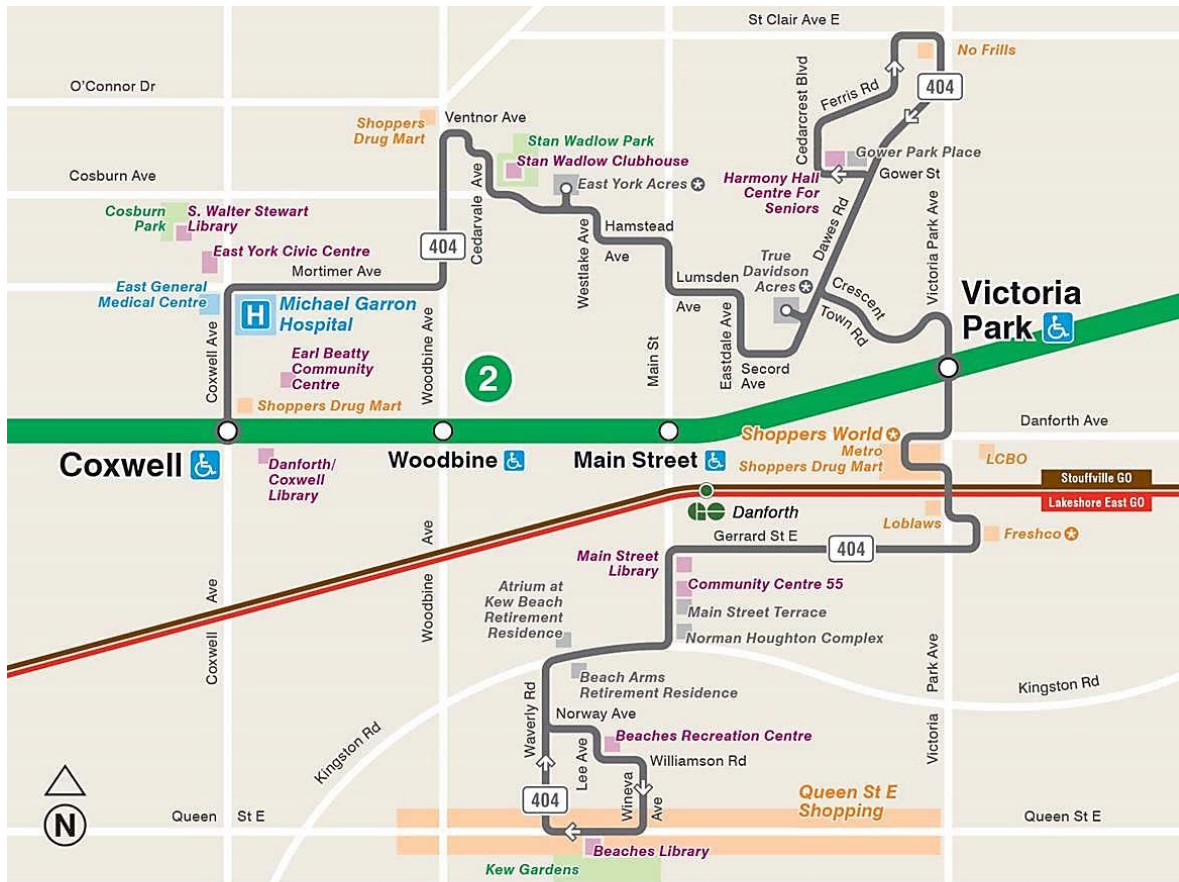 St Clair Ave E
No Frills
O'Connor Dr
Cedarcrest Blvd
Ferris Rd
404
Shoppers
Drug Mart
Ventnor Ave
Stan Wadlow Park
Stan Wadlow Clubhouse
Gower Park Place
Cosburn Ave
East York Acres
Harmony Hall
Centre For
Seniors
Gower St
Cosburn
Park
S. Walter Stewart
Library
Cedarvale Ave
Hamstead
Ave
Dawes Rd
Victoria Park Ave
East York Civic Centre
404
Westlake Ave
True
Davidson
Acres
Mortimer Ave
Lumsden
Ave
Crescent
Town Rd
East General
Medical Centre
H
Michael Garron
Hospital
Victoria
Park
Coxwell Ave
Woodbine Ave
Main St
Eastdale Ave
Earl Beatty
Community
Centre
2
Second
Ave
Shoppers Drug Mart
Danforth Ave
Coxwell
Woodbine
Main Street
Shoppers World
Metro
Shoppers Drug Mart
LCBO
Danforth/
Coxwell
Library
Stouffville GO
Lakeshore East GO
GO
Danforth
Loblaws
Gerrard St E
404
Freshco
Woodbine Ave
Main Street
Library
Community Centre 55
Atrium at
Kew Beach
Retirement
Residence
Main Street Terrace
Norman Houghton Complex
Coxwell Ave
Victoria Park Ave
Beach Arms
Retirement Residence
Kingston Rd
Waverly Rd
Norway Ave
Beaches Recreation Centre
Lee Ave
Williamson Rd
Kingston Rd
404
Wineva
Ave
Queen St E
Shopping
N
Queen St E
Queen St E
Beaches Library
Kew Gardens